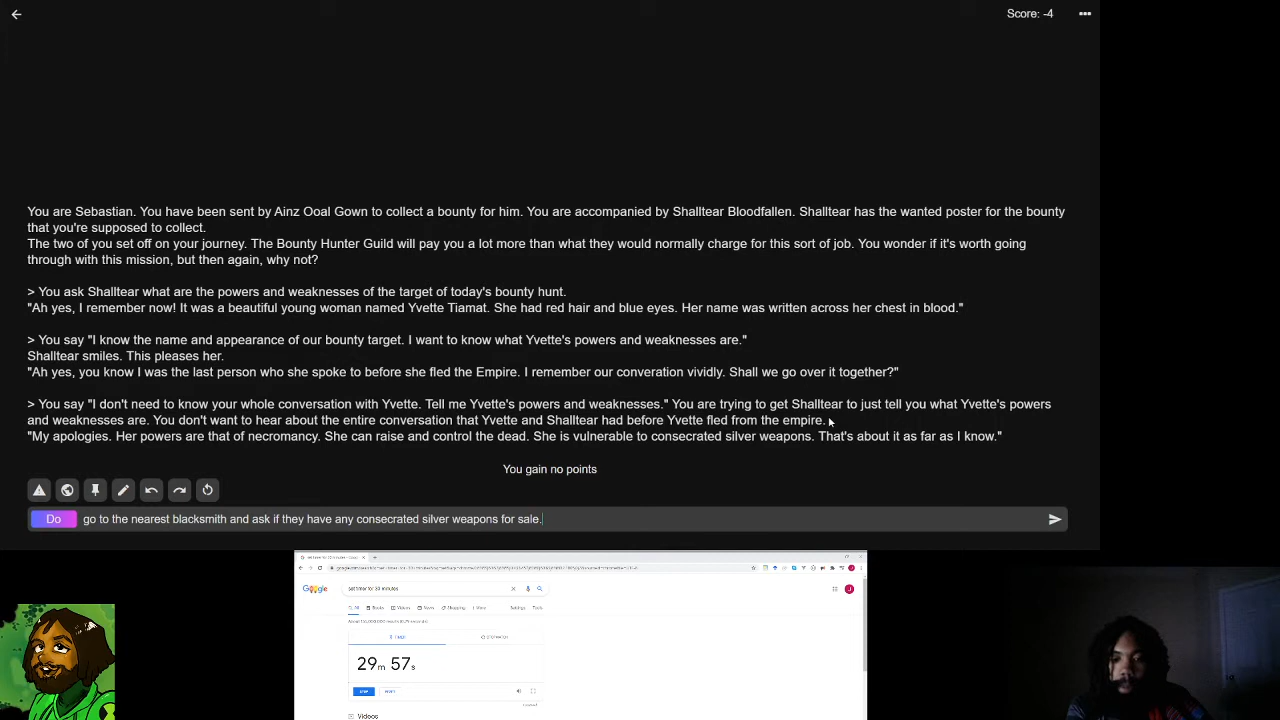 Score: -4
You are Sebastian. You have been sent by Ainz Ooal Gown to collect a bounty for him. You are accompanied by Shalltear Bloodfallen. Shalltear has the wanted poster for the bounty
that you're supposed to collect.
The two of you set off on your journey. The Bounty Hunter Guild will pay you a lot more than what they would normally charge for this sort of job. You wonder if it's worth going
through with this mission, but then again, why not?
> You ask Shalltear what are the powers and weaknesses of the target of today's bounty hunt.
"Ah yes, I remember now! It was a beautiful young woman named Yvette Tiamat. She had red hair and blue eyes. Her name was written across her chest in blood."
> You say "I know the name and appearance of our bounty target. I want to know what Yvette's powers and weaknesses are."
Shalltear smiles. This pleases her.
"Ah yes, you know I was the last person who she spoke to before she fled the Empire. I remember our converation vividly. Shall we go over it together?"
> You say "I don't need to know your whole conversation with Yvette. Tell me Yvette's powers and weaknesses." You are trying to get Shalltear to just tell you what Yvette's powers
and weaknesses are. You don't want to hear about the entire conversation that Yvette and Shalltear had before Yvette fled from the empire.
"My apologies. Her powers are that of necromancy. She can raise and control the dead. She is vulnerable to consecrated silver weapons. That's about it as far as I know."
You gain no points
Do go to the nearest blacksmith and ask if they have any consecrated silver weapons for sale.
Google
All Books Videos News Shopping More Settings Tools
TIMER STOPWATCH
29m 57s
STOP RESET
Videos